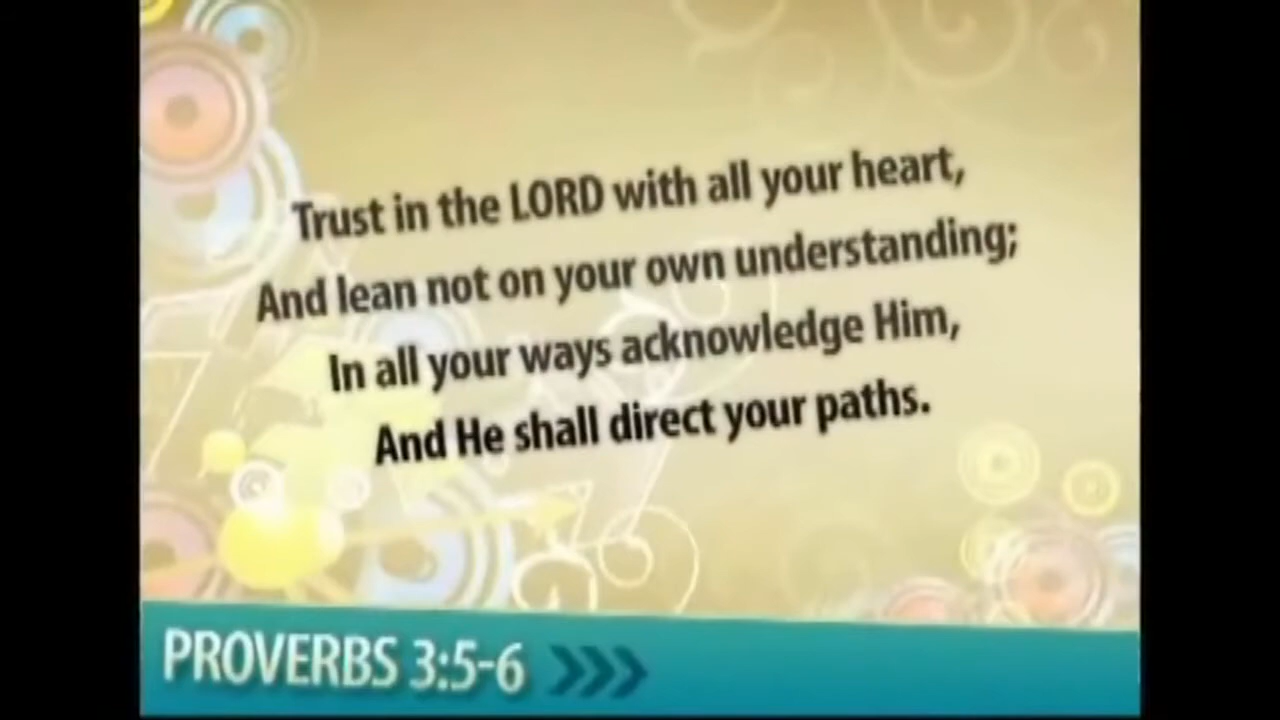 Trust in the LORD with all your heart,
And lean not on your own understanding;
In all your ways acknowledge Him,
And He shall direct your paths.
PROVERBS 3:5-6